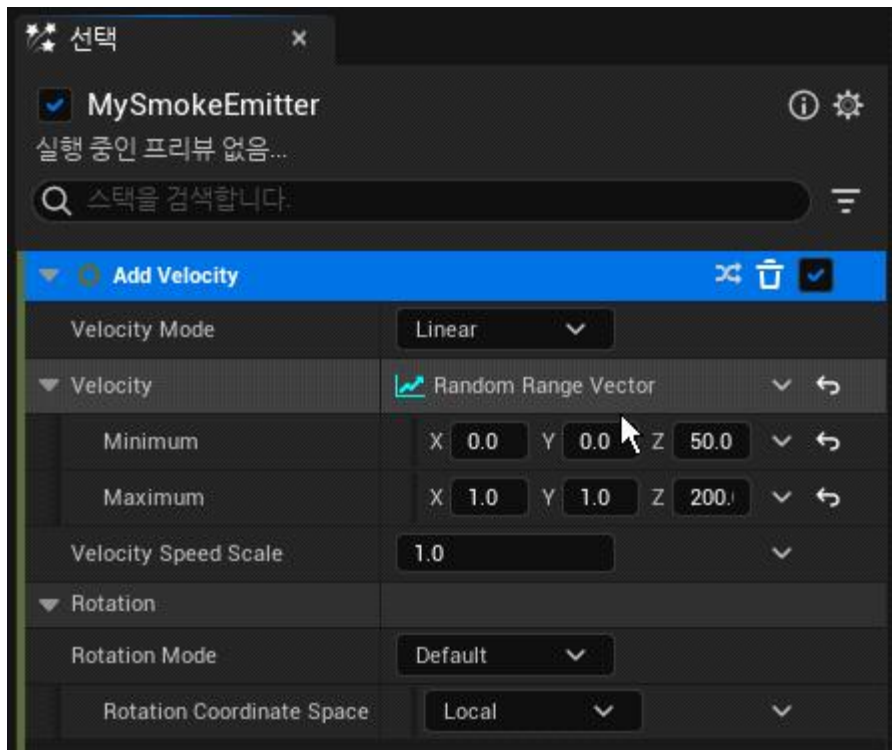 선택
MySmokeEmitter
실행 중인 프리뷰 없음...
스택을 검색합니다.
Add Velocity
Velocity Mode Linear
Velocity Random Range Vector
Minimum X 0.0 Y 0.0 Z 50.0
Maximum X 1.0 Y 1.0 Z 200.
Velocity Speed Scale 1.0
Rotation
Rotation Mode Default
Rotation Coordinate Space Local